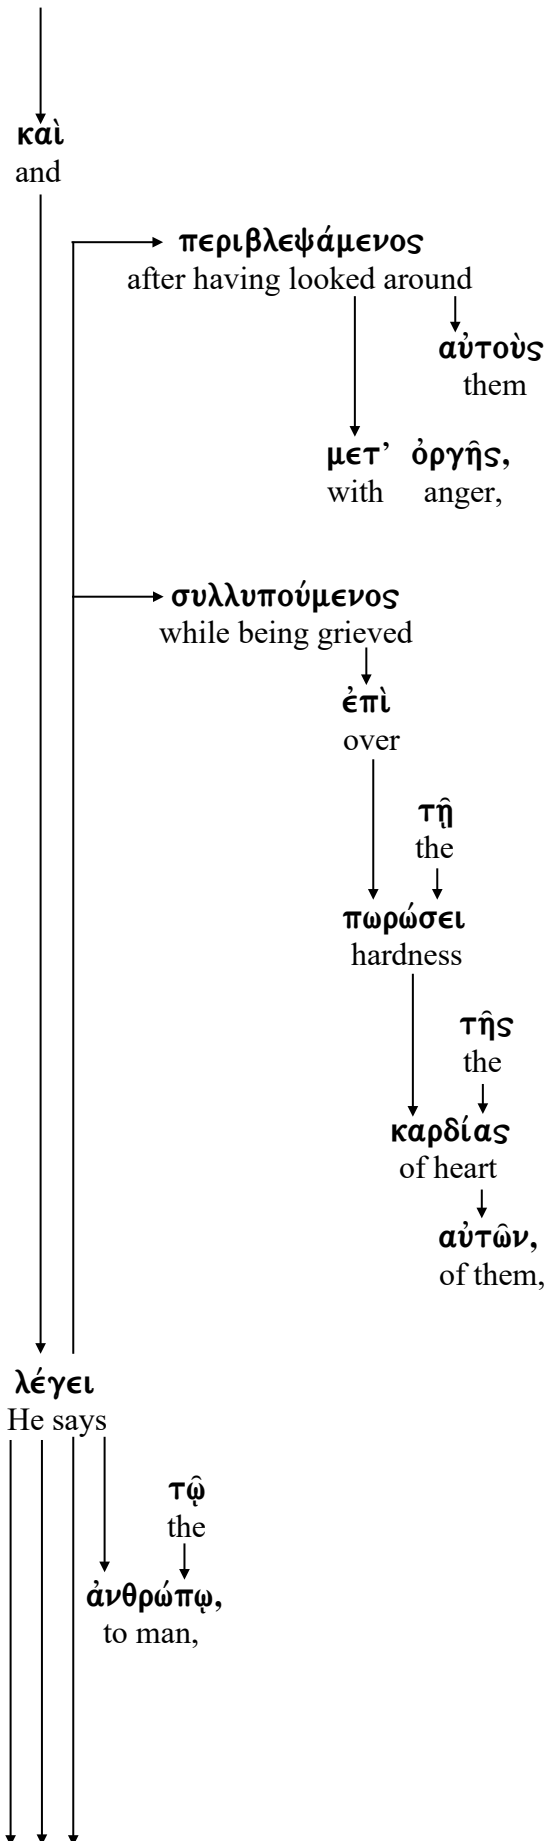 καὶ
and
περιβλεψάμενος
after having looked around
αὐτοὺς
them
μετ’ ὀργῆς,
with anger,
συλλυπούμενος
while being grieved
ἐπὶ
over
τῇ
the
πωρώσει
hardness
τῆς
the
καρδίας
of heart
αὐτῶν,
of them,
λέγει
He says
τῷ
the
ἀνθρώπῳ,
to man,